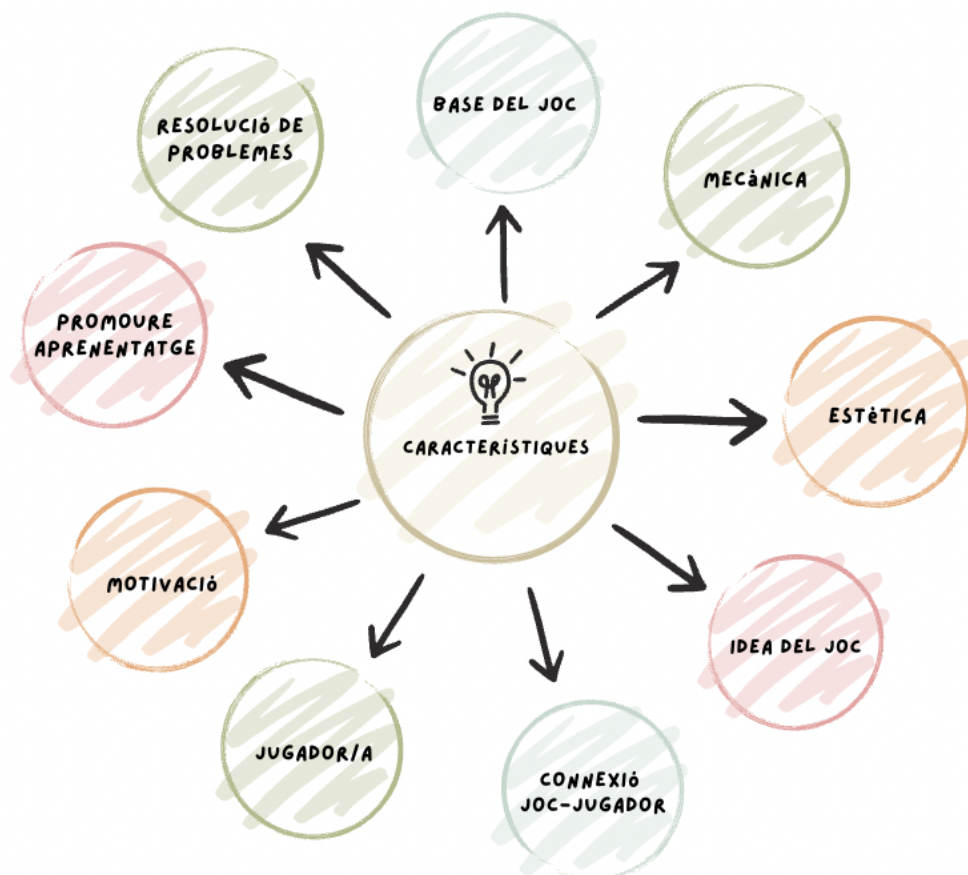 BASE DEL JOC
RESOLUCIÓ DE
PROBLEMES
MECÀNICA
PROMOURE
APRENENTATGE
ESTÈTICA
CARACTERÍSTIQUES
MOTIVACIÓ
IDEA DEL JOC
JUGADOR/A
CONNEXIÓ
JOC-JUGADOR